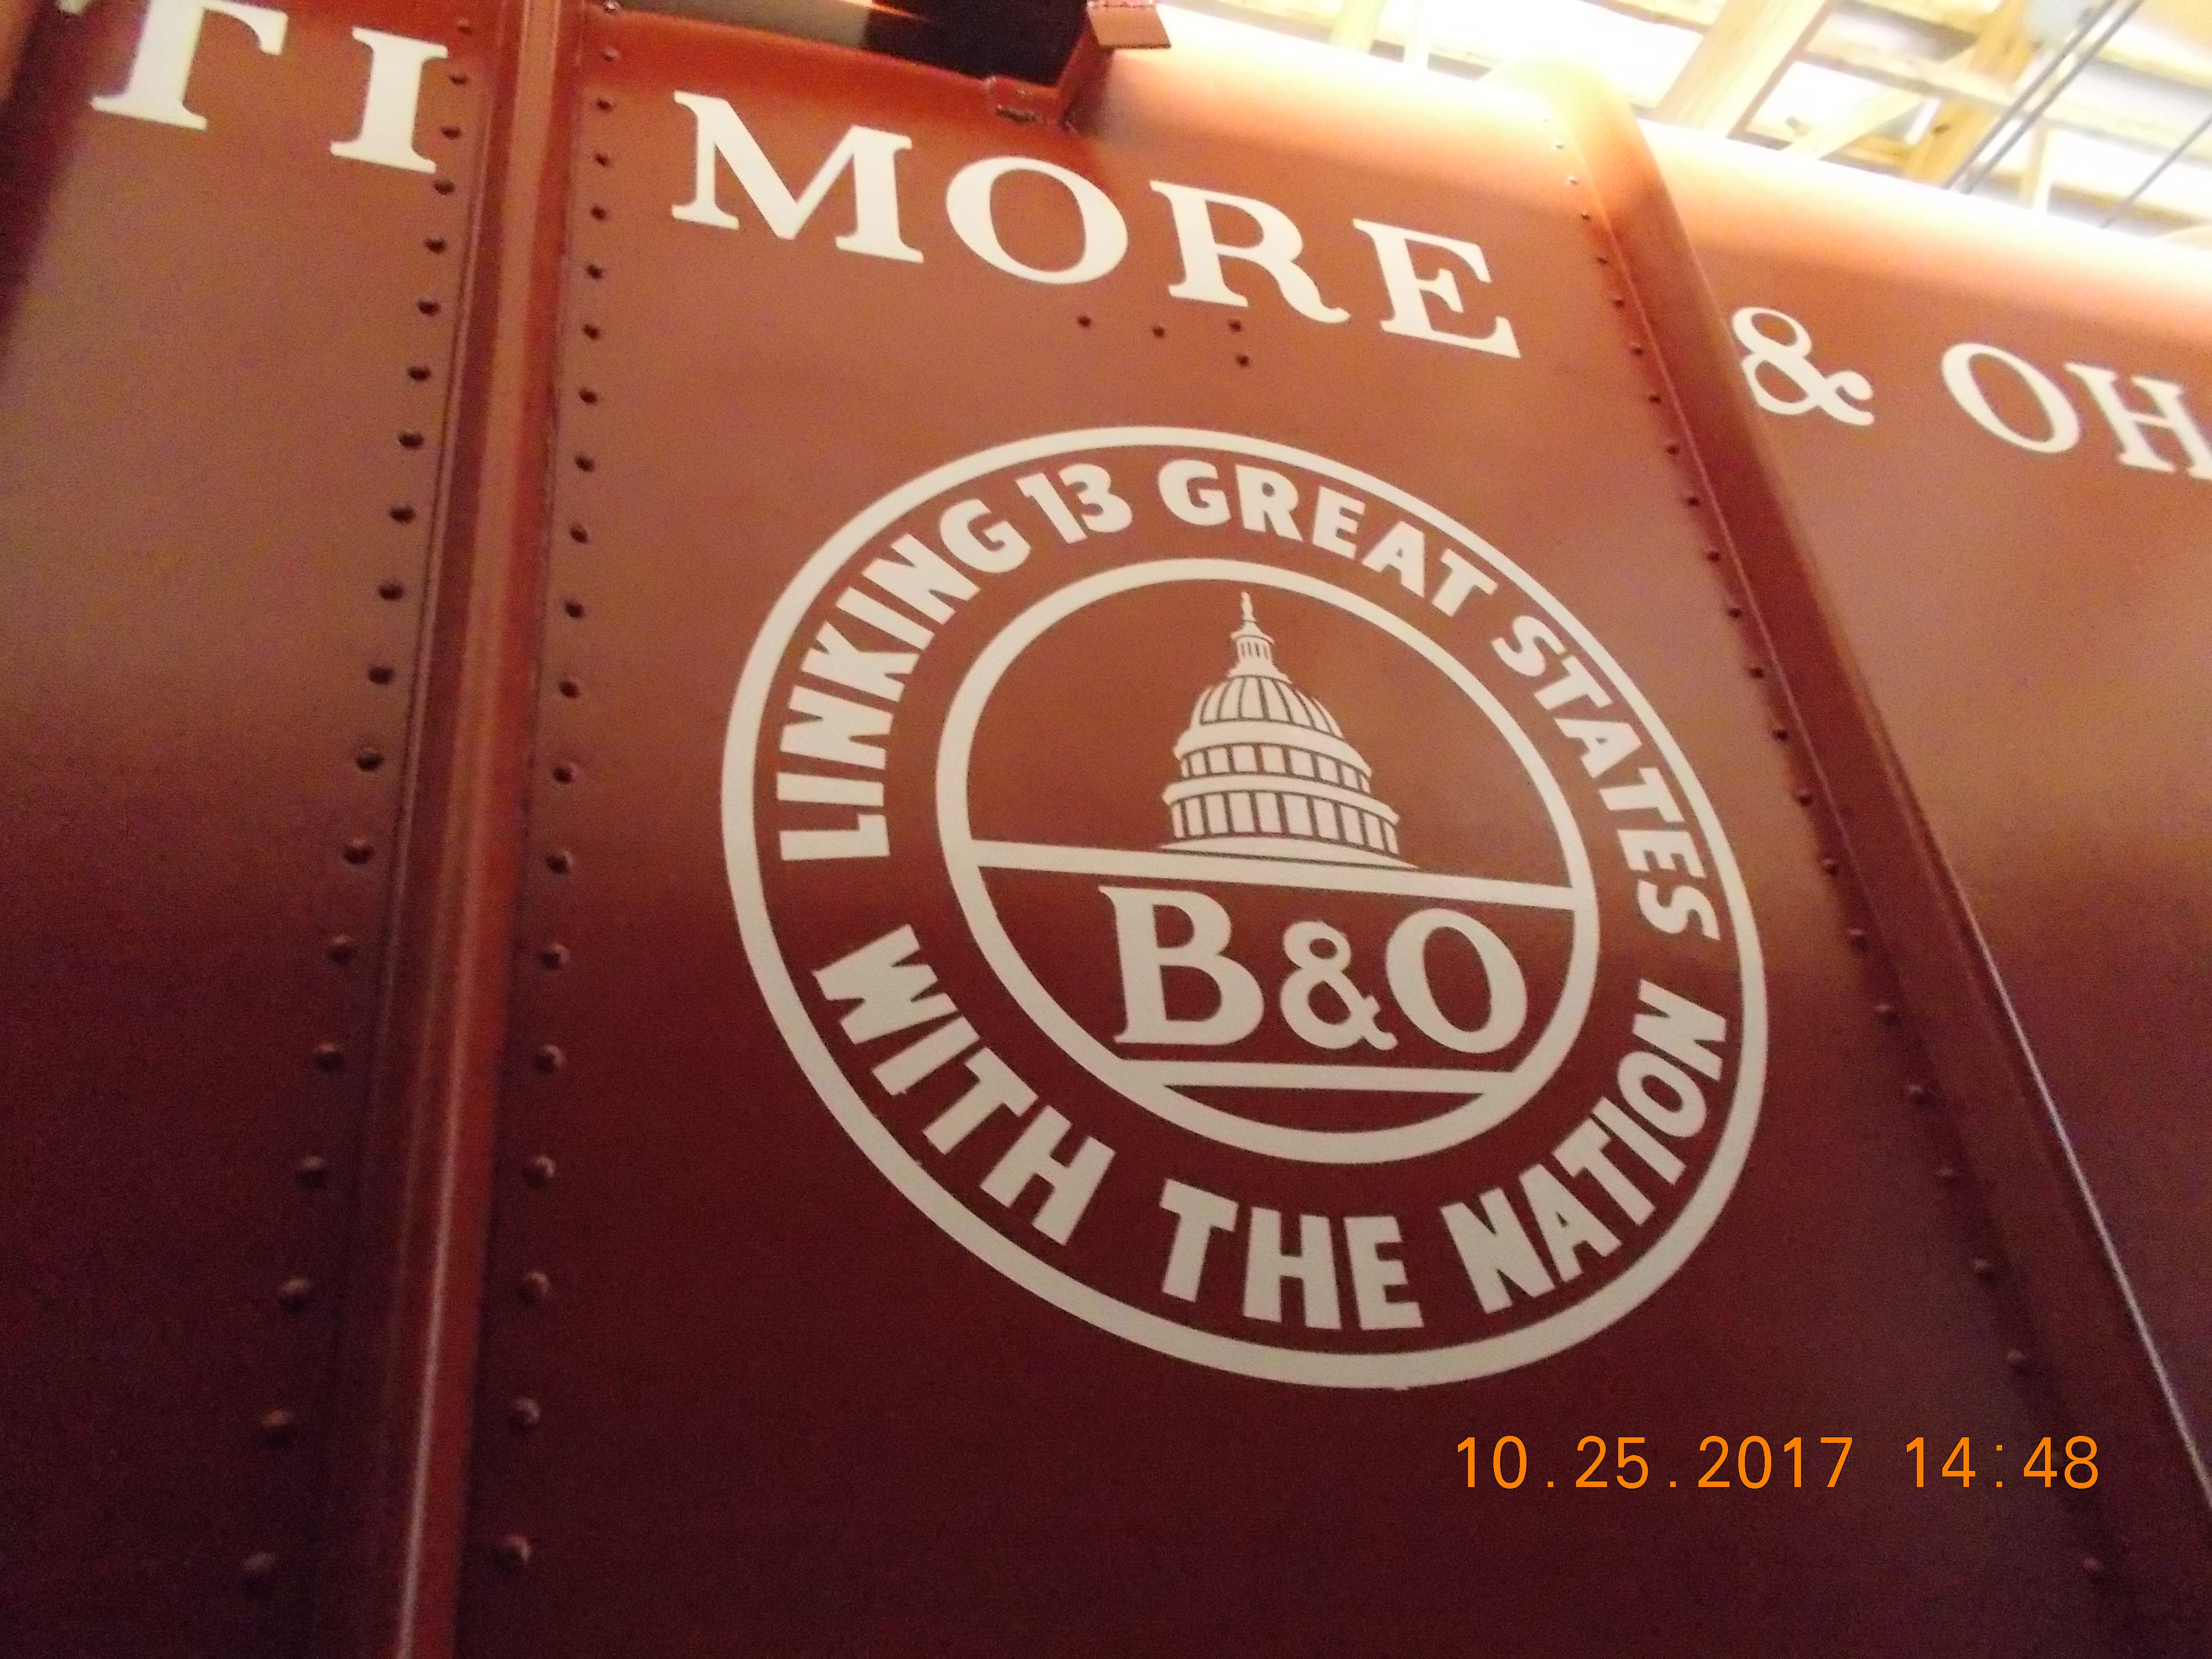 TI MORE & OH
LINKING 13 GREAT STATES
B&O
WITH THE NATION
10.25.2017 14:48